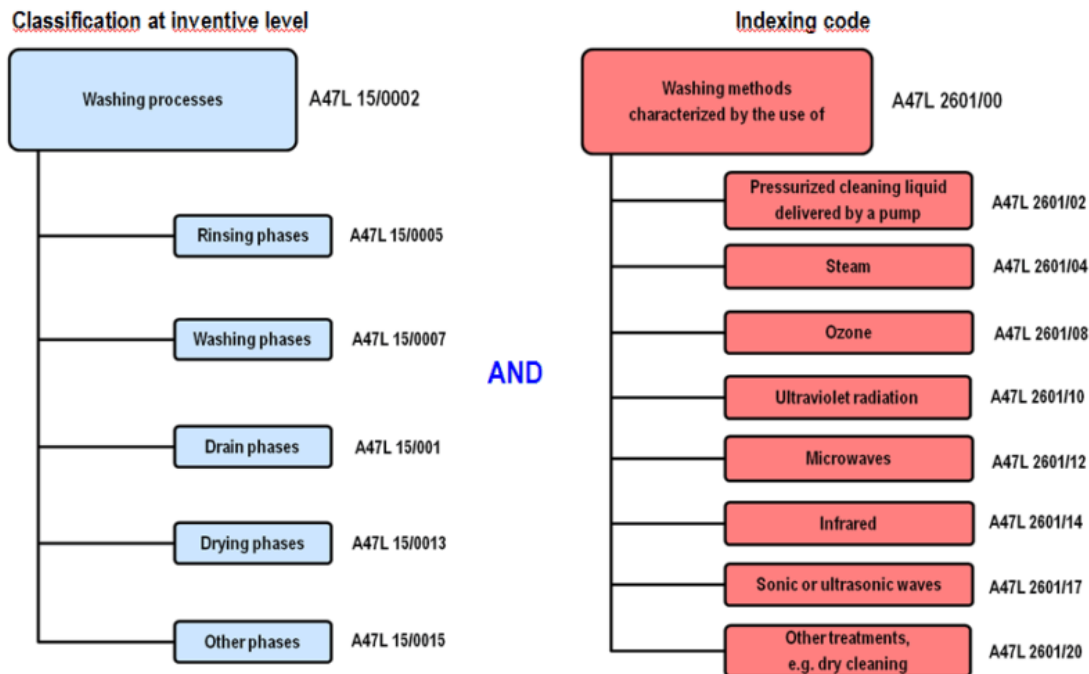 Classification at inventive level
Washing processes
A47L 15/0002
Rinsing phases
A47L 15/0005
Washing phases
A47L 15/0007
Drain phases
A47L 15/001
Drying phases
A47L 15/0013
Other phases
A47L 15/0015
AND
Indexing code
Washing methods
characterized by the use of
A47L 2601/00
Pressurized cleaning liquid
delivered by a pump
A47L 2601/02
Steam
A47L 2601/04
Ozone
A47L 2601/08
Ultraviolet radiation
A47L 2601/10
Microwaves
A47L 2601/12
Infrared
A47L 2601/14
Sonic or ultrasonic waves
A47L 2601/17
Other treatments,
e.g. dry cleaning
A47L 2601/20